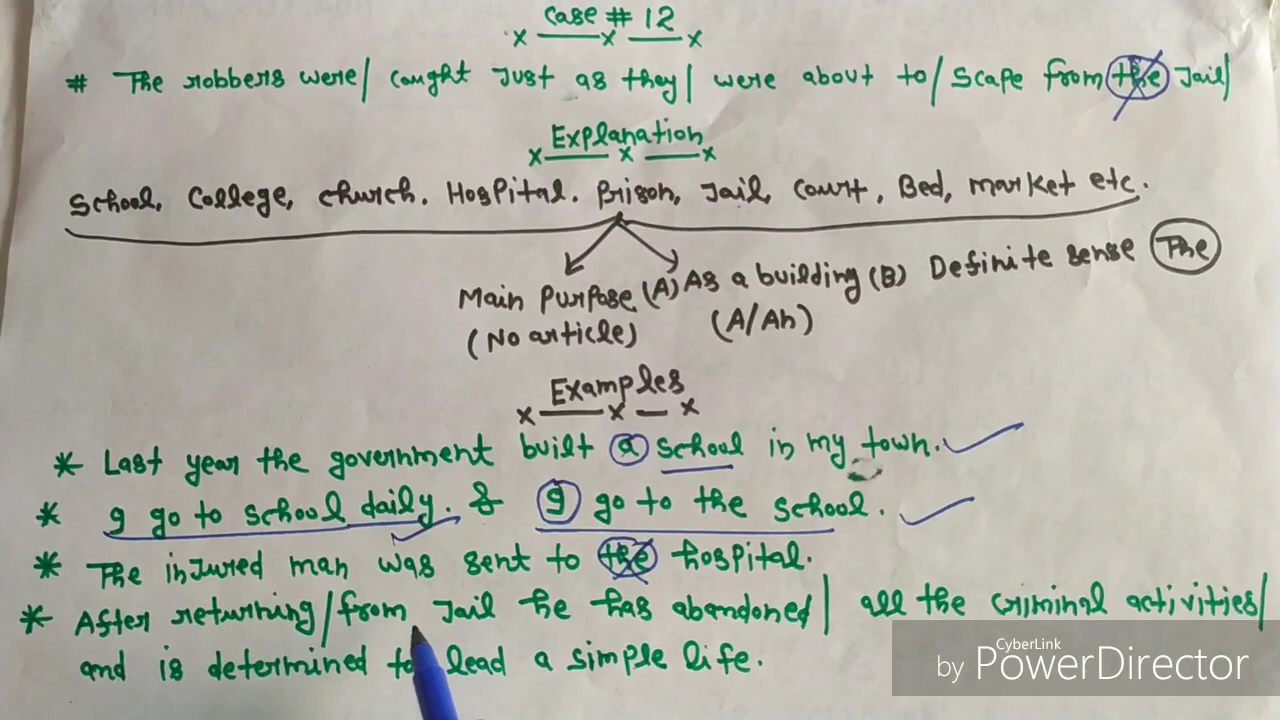 Case # 12
# The robbers were/ caught Just as they/ were about to/ Scape from the Jail/
Explanation
School, College, church. Hospital. Prison, Jail, Court, Bed, market etc.
Main Purpose (A) As a building (B) Definite sense The
(No article) (A/An)
Examples
* Last year the government built a school in my town.
* I go to school daily. & I go to the school.
* The injured man was sent to the hospital.
* After returning/from Jail he has abandoned/ all the criminal activities/
and is determined to lead a simple life.
CyberLink
by PowerDirector